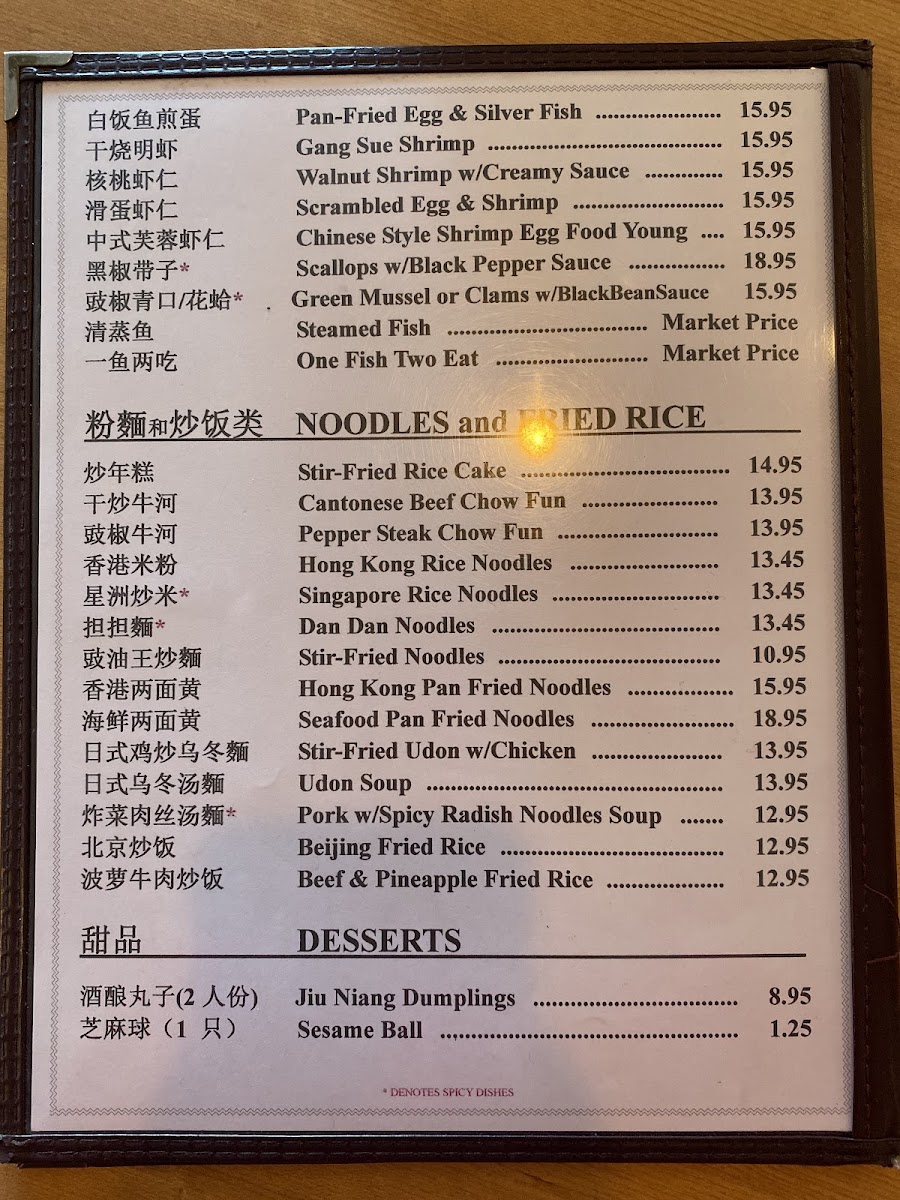 白饭鱼煎蛋 Pan-Fried Egg & Silver Fish ...................... 15.95
干烧明虾 Gang Sue Shrimp ......................................... 15.95
核桃虾仁 Walnut Shrimp w/Creamy Sauce .............. 15.95
滑蛋虾仁 Scrambled Egg & Shrimp .......................... 15.95
中式芙蓉虾仁 Chinese Style Shrimp Egg Food Young .... 15.95
黑椒带子* Scallops w/Black Pepper Sauce ................. 18.95
豉椒青口/花蛤* . Green Mussel or Clams w/BlackBeanSauce 15.95
清蒸鱼 Steamed Fish ................................... Market Price
一鱼两吃 One Fish Two Eat ........................... Market Price
粉麵和炒饭类 NOODLES and FRIED RICE
炒年糕 Stir-Fried Rice Cake ..................................... 14.95
干炒牛河 Cantonese Beef Chow Fun ........................ 13.95
豉椒牛河 Pepper Steak Chow Fun ............................ 13.95
香港米粉 Hong Kong Rice Noodles .......................... 13.45
星洲炒米* Singapore Rice Noodles ............................. 13.45
担担麵* Dan Dan Noodles ........................................ 13.45
豉油王炒麵 Stir-Fried Noodles ....................................... 10.95
香港两面黄 Hong Kong Pan Fried Noodles .................. 15.95
海鲜两面黄 Seafood Pan Fried Noodles ......................... 18.95
日式鸡炒乌冬麵 Stir-Fried Udon w/Chicken ....................... 13.95
日式乌冬汤麵 Udon Soup .................................................... 13.95
炸菜肉丝汤麵* Pork w/Spicy Radish Noodles Soup ....... 12.95
北京炒饭 Beijing Fried Rice ....................................... 12.95
波萝牛肉炒饭 Beef & Pineapple Fried Rice .................... 12.95
甜品 DESSERTS
酒酿丸子(2 人份) Jiu Niang Dumplings .................................... 8.95
芝麻球（1 只） Sesame Ball .................................................... 1.25
* DENOTES SPICY DISHES